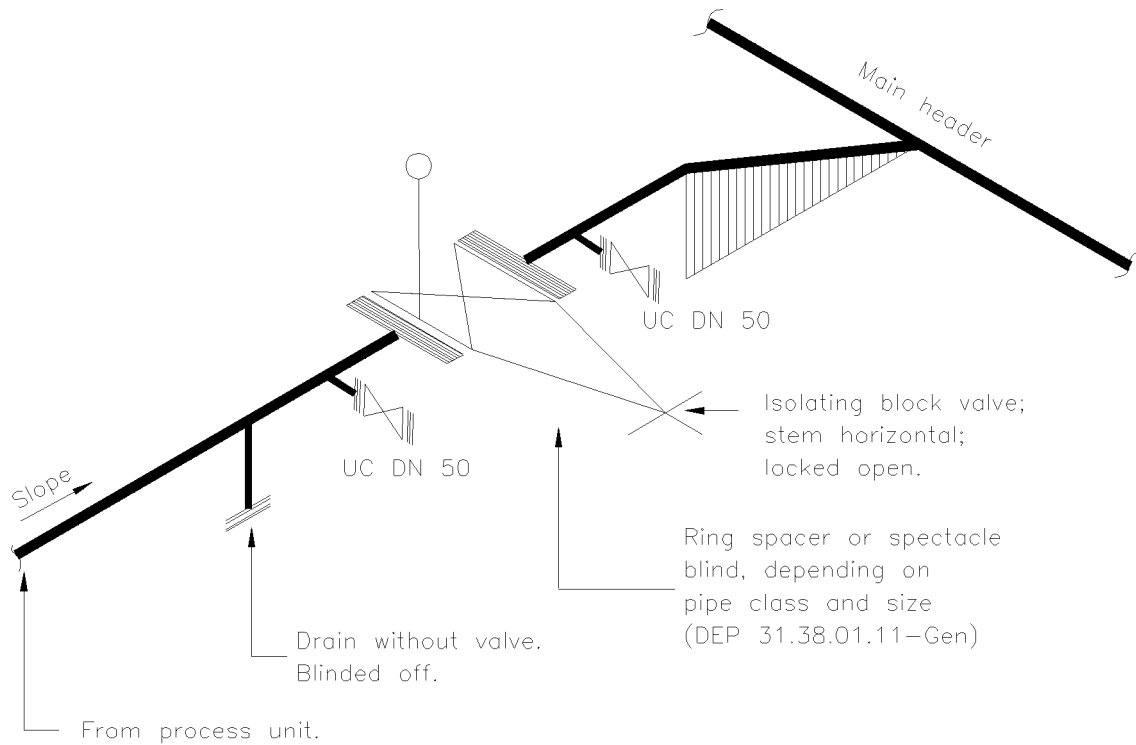 Main header
UC DN 50
Isolating block valve;
stem horizontal;
locked open.
UC DN 50
Slope
Ring spacer or spectacle
blind, depending on
pipe class and size
(DEP 31.38.01.11-Gen)
Drain without valve.
Blinded off.
From process unit.